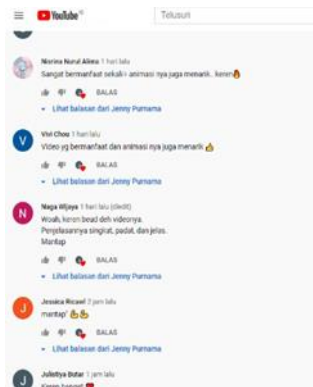 YouTube ID
Telusuri
Nisrina Nurul Alima 1 hari lalu
Sangat bermanfaat sekali animasi nya juga menarik.. keren🔥
BALAS
Lihat balasan dari Jenny Purnama
V
Vivi Chou 1 hari lalu
Video yg bermanfaat dan animasi nya juga menarik 👍
BALAS
Lihat balasan dari Jenny Purnama
N
Naga Wijaya 1 hari lalu (diedit)
Woah, keren bead deh videonya.
Penjelasannya singkat, padat, dan jelas.
Mantap
BALAS
Lihat balasan dari Jenny Purnama
J
Jessica 2 jam lalu
mantap" 👍👍
BALAS
Lihat balasan dari Jenny Purnama
J
Butar 1 jam lalu
Keren banget